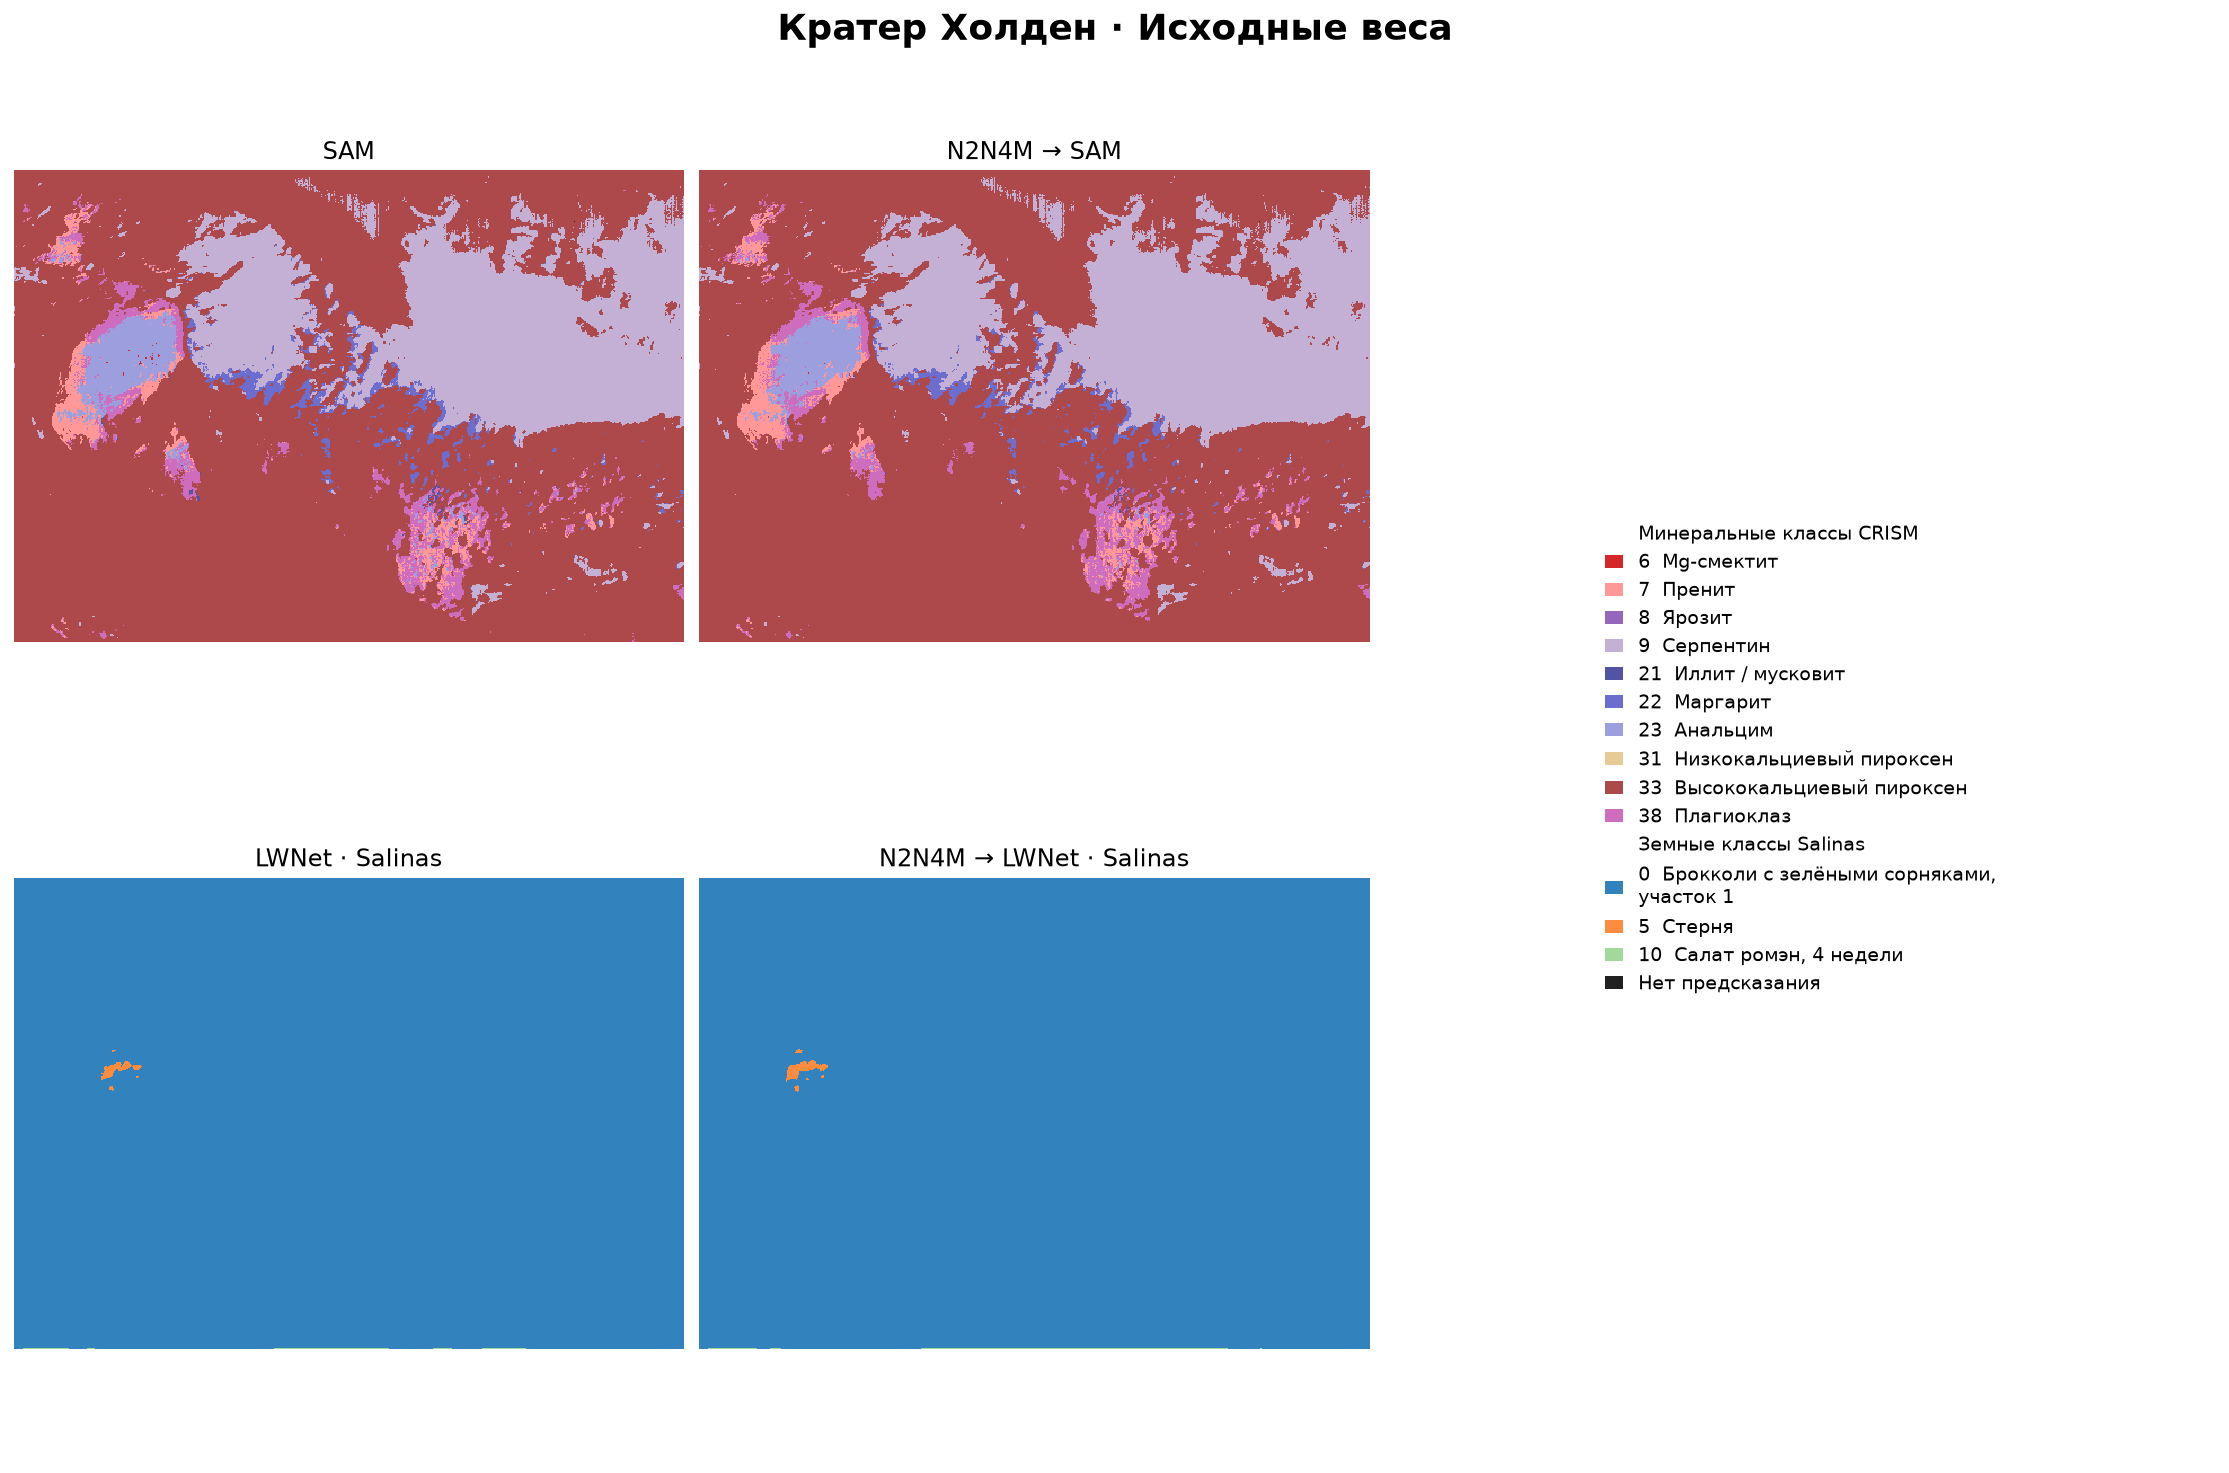 Кратер Холден · Исходные веса
SAM
N2N4M → SAM
LWNet · Salinas
N2N4M → LWNet · Salinas
Минеральные классы CRISM
6 Mg-смектит
7 Пренит
8 Ярозит
9 Серпентин
21 Иллит / мусковит
22 Маргарит
23 Анальцим
31 Низкокальциевый пироксен
33 Высококальциевый пироксен
38 Плагиоклаз
Земные классы Salinas
0 Брокколи с зелёными сорняками,
участок 1
5 Стерня
10 Салат ромэн, 4 недели
Нет предсказания